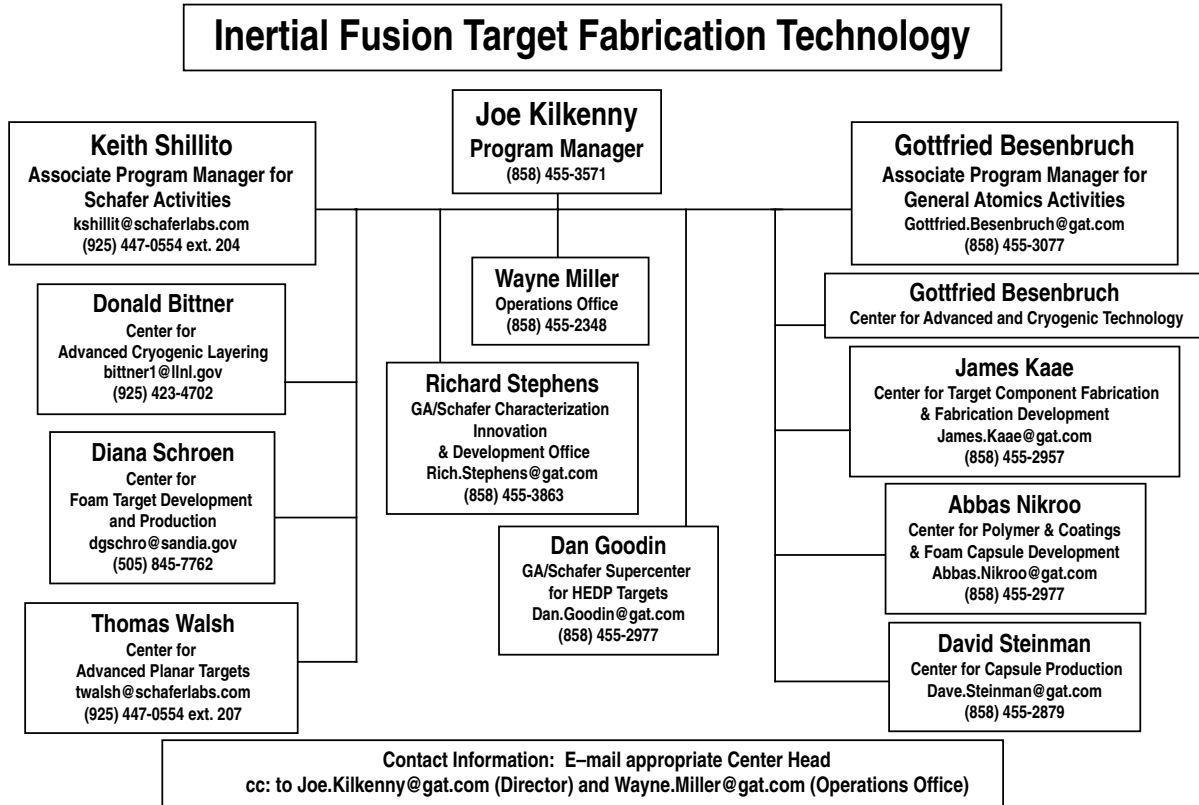 Inertial Fusion Target Fabrication Technology
Joe Kilkenny
Program Manager
(858) 455-3571
Keith Shillito
Associate Program Manager for
Schafer Activities
kshillit@schaferlabs.com
(925) 447-0554 ext. 204
Gottfried Besenbruch
Associate Program Manager for
General Atomics Activities
Gottfried.Besenbruch@gat.com
(858) 455-3077
Wayne Miller
Operations Office
(858) 455-2348
Donald Bittner
Center for
Advanced Cryogenic Layering
bittner1@llnl.gov
(925) 423-4702
Diana Schroen
Center for
Foam Target Development
and Production
dgschro@sandia.gov
(505) 845-7762
Thomas Walsh
Center for
Advanced Planar Targets
twalsh@schaferlabs.com
(925) 447-0554 ext. 207
Richard Stephens
GA/Schafer Characterization
Innovation
& Development Office
Rich.Stephens@gat.com
(858) 455-3863
Dan Goodin
GA/Schafer Supercenter
for HEDP Targets
Dan.Goodin@gat.com
(858) 455-2977
Gottfried Besenbruch
Center for Advanced and Cryogenic Technology
James Kaae
Center for Target Component Fabrication
& Fabrication Development
James.Kaae@gat.com
(858) 455-2957
Abbas Nikroo
Center for Polymer & Coatings
& Foam Capsule Development
Abbas.Nikroo@gat.com
(858) 455-2977
David Steinman
Center for Capsule Production
Dave.Steinman@gat.com
(858) 455-2879
Contact Information: E–mail appropriate Center Head
cc: to Joe.Kilkenny@gat.com (Director) and Wayne.Miller@gat.com (Operations Office)